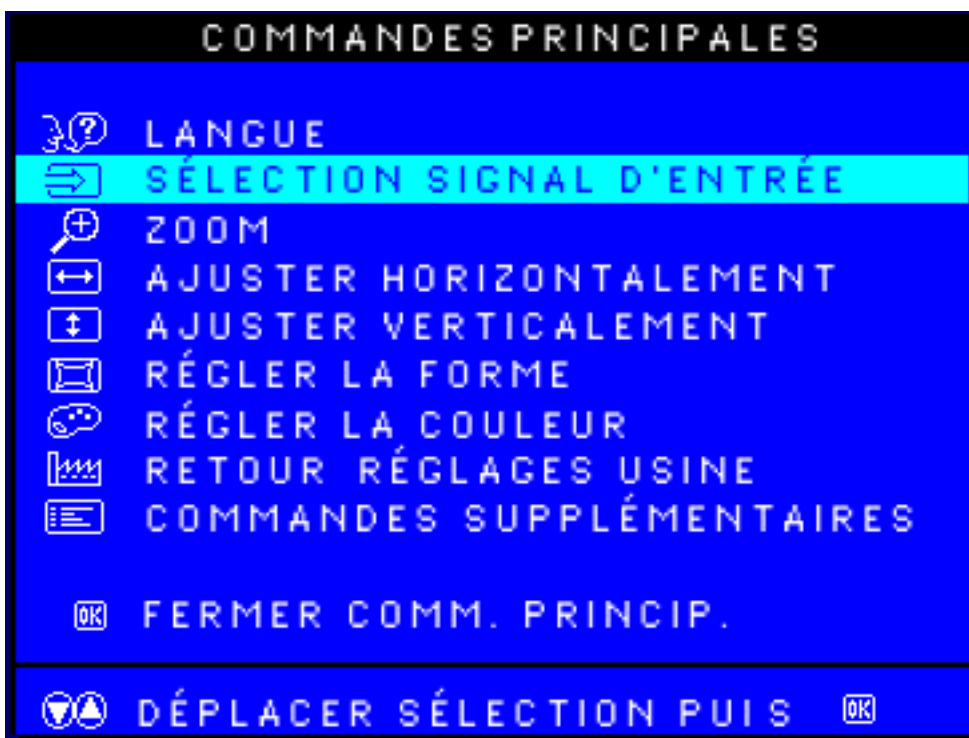 COMMANDES PRINCIPALES
LANGUE
SÉLECTION SIGNAL D'ENTRÉE
ZOOM
AJUSTER HORIZONTALEMENT
AJUSTER VERTICALEMENT
RÉGLER LA FORME
RÉGLER LA COULEUR
RETOUR RÉGLAGES USINE
COMMANDES SUPPLÉMENTAIRES
OK FERMER COMM. PRINCIP.
DÉPLACER SÉLECTION PUIS OK